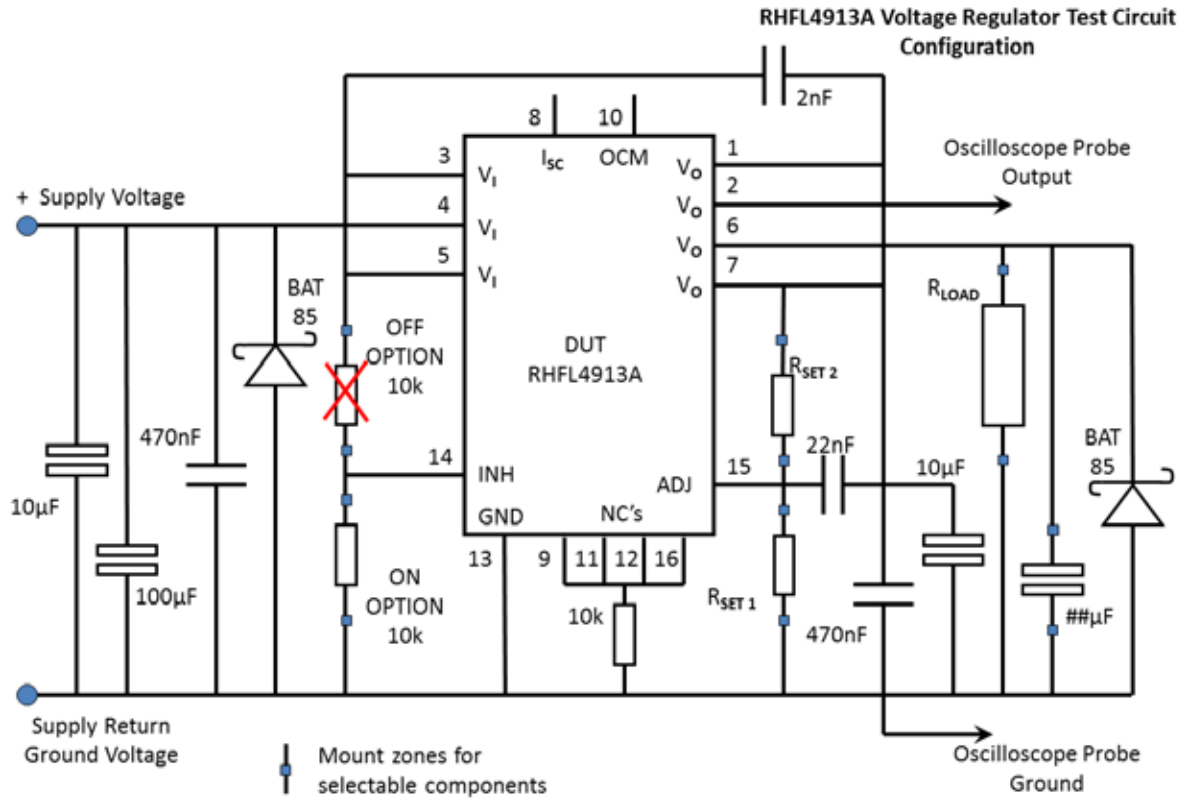 RHFL4913A Voltage Regulator Test Circuit
Configuration
2nF
8
10
I_SC
OCM
3
V_I
V_O
1
Oscilloscope Probe
Output
2
V_O
+ Supply Voltage
4
V_I
V_O
6
5
V_I
V_O
7
BAT
85
OFF
OPTION
10k
DUT
RHFL4913A
R_LOAD
R_SET 2
470nF
14
INH
22nF
15
ADJ
10µF
BAT
85
10µF
GND
NC's
13
9
11
12
16
100µF
ON
OPTION
10k
10k
R_SET 1
470nF
##µF
Supply Return
Ground Voltage
Mount zones for
selectable components
Oscilloscope Probe
Ground